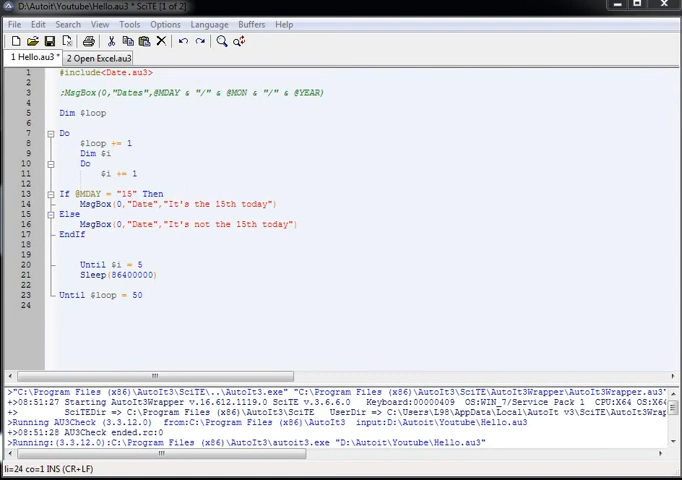 D:\Autoit\Youtube\Hello.au3 * SciTE [1 of 2]
File Edit Search View Tools Options Language Buffers Help
1 Hello.au3 * 2 Open Excel.au3
1 #include<Date.au3>
2
3 ;MsgBox(0,"Dates",@MDAY & "/" & @MON & "/" & @YEAR)
4
5 Dim $loop
6
7 Do
8 $loop += 1
9 Dim $i
10 Do
11 $i += 1
12
13 If @MDAY = "15" Then
14 MsgBox(0,"Date","It's the 15th today")
15 Else
16 MsgBox(0,"Date","It's not the 15th today")
17 EndIf
18
19
20 Until $i = 5
21 Sleep(86400000)
22
23 Until $loop = 50
24
>"C:\Program Files (x86)\AutoIt3\SciTE\..\AutoIt3.exe" "C:\Program Files (x86)\AutoIt3\SciTE\AutoIt3Wrapper\AutoIt3Wrapper.au3"
+>08:51:27 Starting AutoIt3Wrapper v.16.612.1119.0 SciTE v.3.6.6.0 Keyboard:00000409 OS:WIN_7/Service Pack 1 CPU:X64 OS:X6
+> SciTEDir => C:\Program Files (x86)\AutoIt3\SciTE UserDir => C:\Users\L98\AppData\Local\AutoIt v3\SciTE\AutoIt3Wrap
>Running AU3Check (3.3.12.0) from:C:\Program Files (x86)\AutoIt3 input:D:\Autoit\Youtube\Hello.au3
+>08:51:28 AU3Check ended.rc:0
>Running:(3.3.12.0):C:\Program Files (x86)\AutoIt3\autoit3.exe "D:\Autoit\Youtube\Hello.au3"
li=24 co=1 INS (CR+LF)